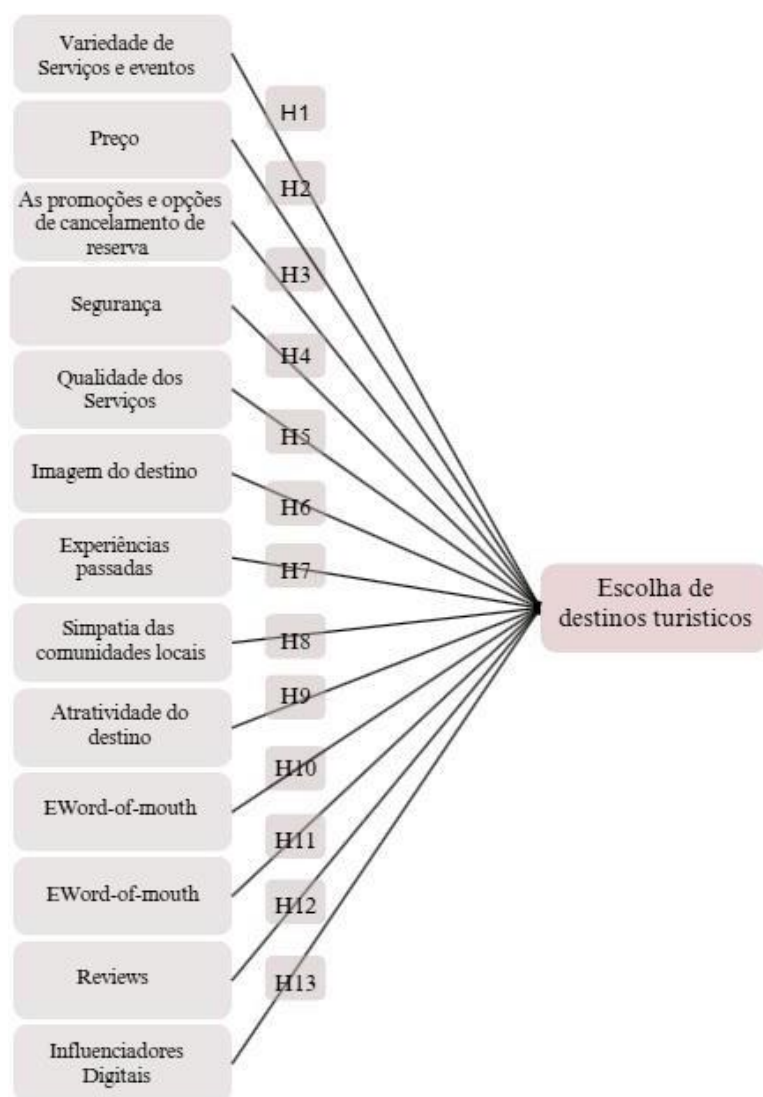 Variedade de
Serviços e eventos
H1
Preço
H2
As promoções e opções
de cancelamento de
reserva
H3
Segurança
H4
Qualidade dos
Serviços
H5
Imagem do destino
H6
Experiências
passadas
H7
Escolha de
destinos turisticos
Simpatia das
comunidades locais
H8
H9
Atratividade do
destino
H10
EWord-of-mouth
H11
EWord-of-mouth
H12
Reviews
H13
Influenciadores
Digitais